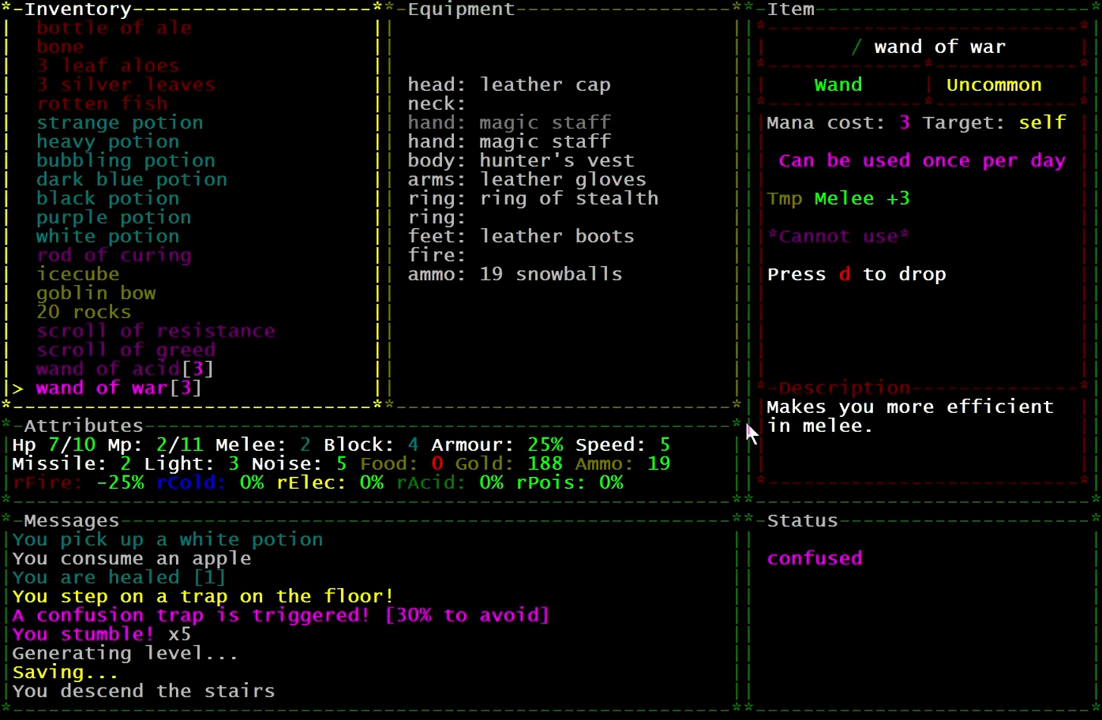 Inventory
bottle of ale
bone
3 leaf aloes
3 silver leaves
rotten fish
strange potion
heavy potion
bubbling potion
dark blue potion
black potion
purple potion
white potion
rod of curing
icecube
goblin bow
20 rocks
scroll of resistance
scroll of greed
wand of acid[3]
> wand of war[3]
Equipment
head: leather cap
neck:
hand: magic staff
hand: magic staff
body: hunter's vest
arms: leather gloves
ring: ring of stealth
ring:
feet: leather boots
fire:
ammo: 19 snowballs
Item
/ wand of war
Wand | Uncommon
Mana cost: 3 Target: self
Can be used once per day
Tmp Melee +3
*Cannot use*
Press d to drop
Description
Makes you more efficient
in melee.
Attributes
Hp 7/10 Mp: 2/11 Melee: 2 Block: 4 Armour: 25% Speed: 5
Missile: 2 Light: 3 Noise: 5 Food: 0 Gold: 188 Ammo: 19
rFire: -25% rCold: 0% rElec: 0% rAcid: 0% rPois: 0%
Messages
You pick up a white potion
You consume an apple
You are healed [1]
You step on a trap on the floor!
A confusion trap is triggered! [30% to avoid]
You stumble! x5
Generating level...
Saving...
You descend the stairs
Status
confused